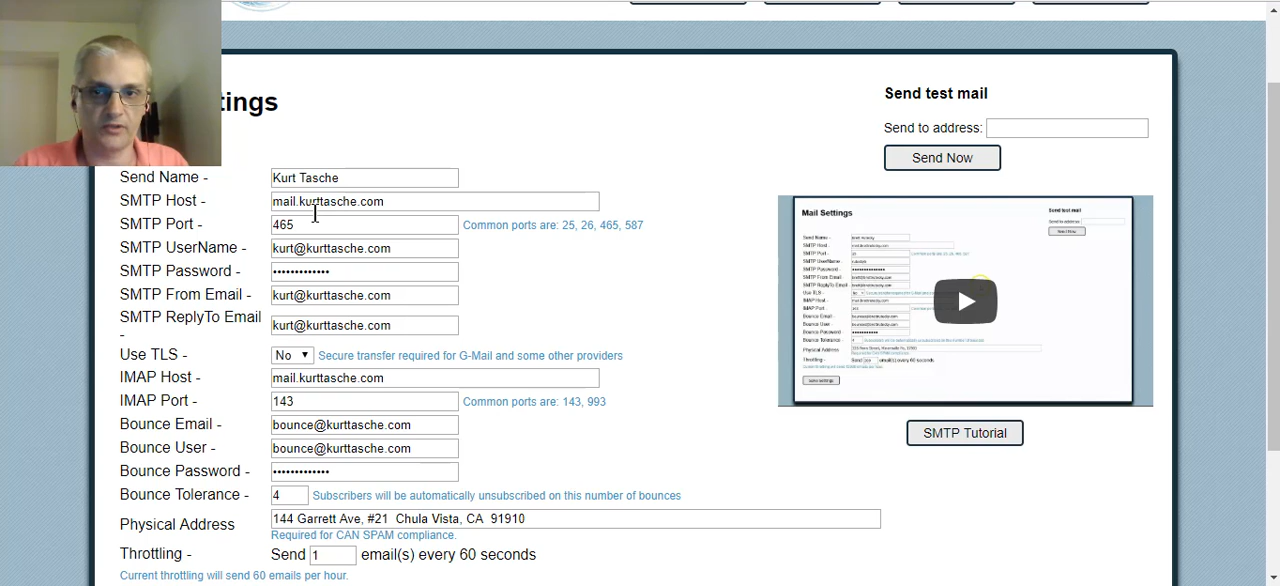 tings
Send test mail
Send to address:
Send Now
Send Name - Kurt Tasche
SMTP Host - mail.kurttasche.com
SMTP Port - 465 Common ports are: 25, 26, 465, 587
SMTP UserName - kurt@kurttasche.com
SMTP Password - •••••••••••••
SMTP From Email - kurt@kurttasche.com
SMTP ReplyTo Email - kurt@kurttasche.com
Use TLS - No Secure transfer required for G-Mail and some other providers
IMAP Host - mail.kurttasche.com
IMAP Port - 143 Common ports are: 143, 993
Bounce Email - bounce@kurttasche.com
Bounce User - bounce@kurttasche.com
Bounce Password - •••••••••••••
Bounce Tolerance - 4 Subscribers will be automatically unsubscribed on this number of bounces
Physical Address 144 Garrett Ave, #21 Chula Vista, CA 91910
Required for CAN SPAM compliance.
Throttling - Send 1 email(s) every 60 seconds
Current throttling will send 60 emails per hour.
Mail Settings
Send test mail
SMTP Tutorial